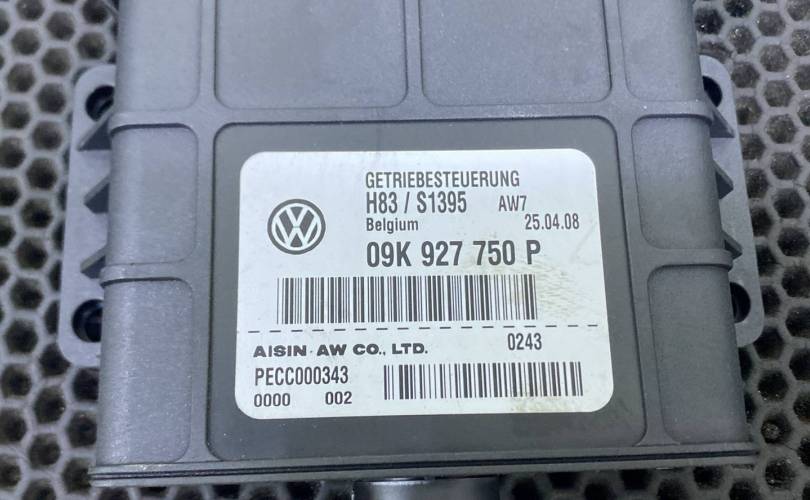 GETRIEBESTEUERUNG
H83 / S1395 AW7
Belgium 25.04.08
09K 927 750 P
AISIN AW CO., LTD. 0243
PECC000343
0000 002